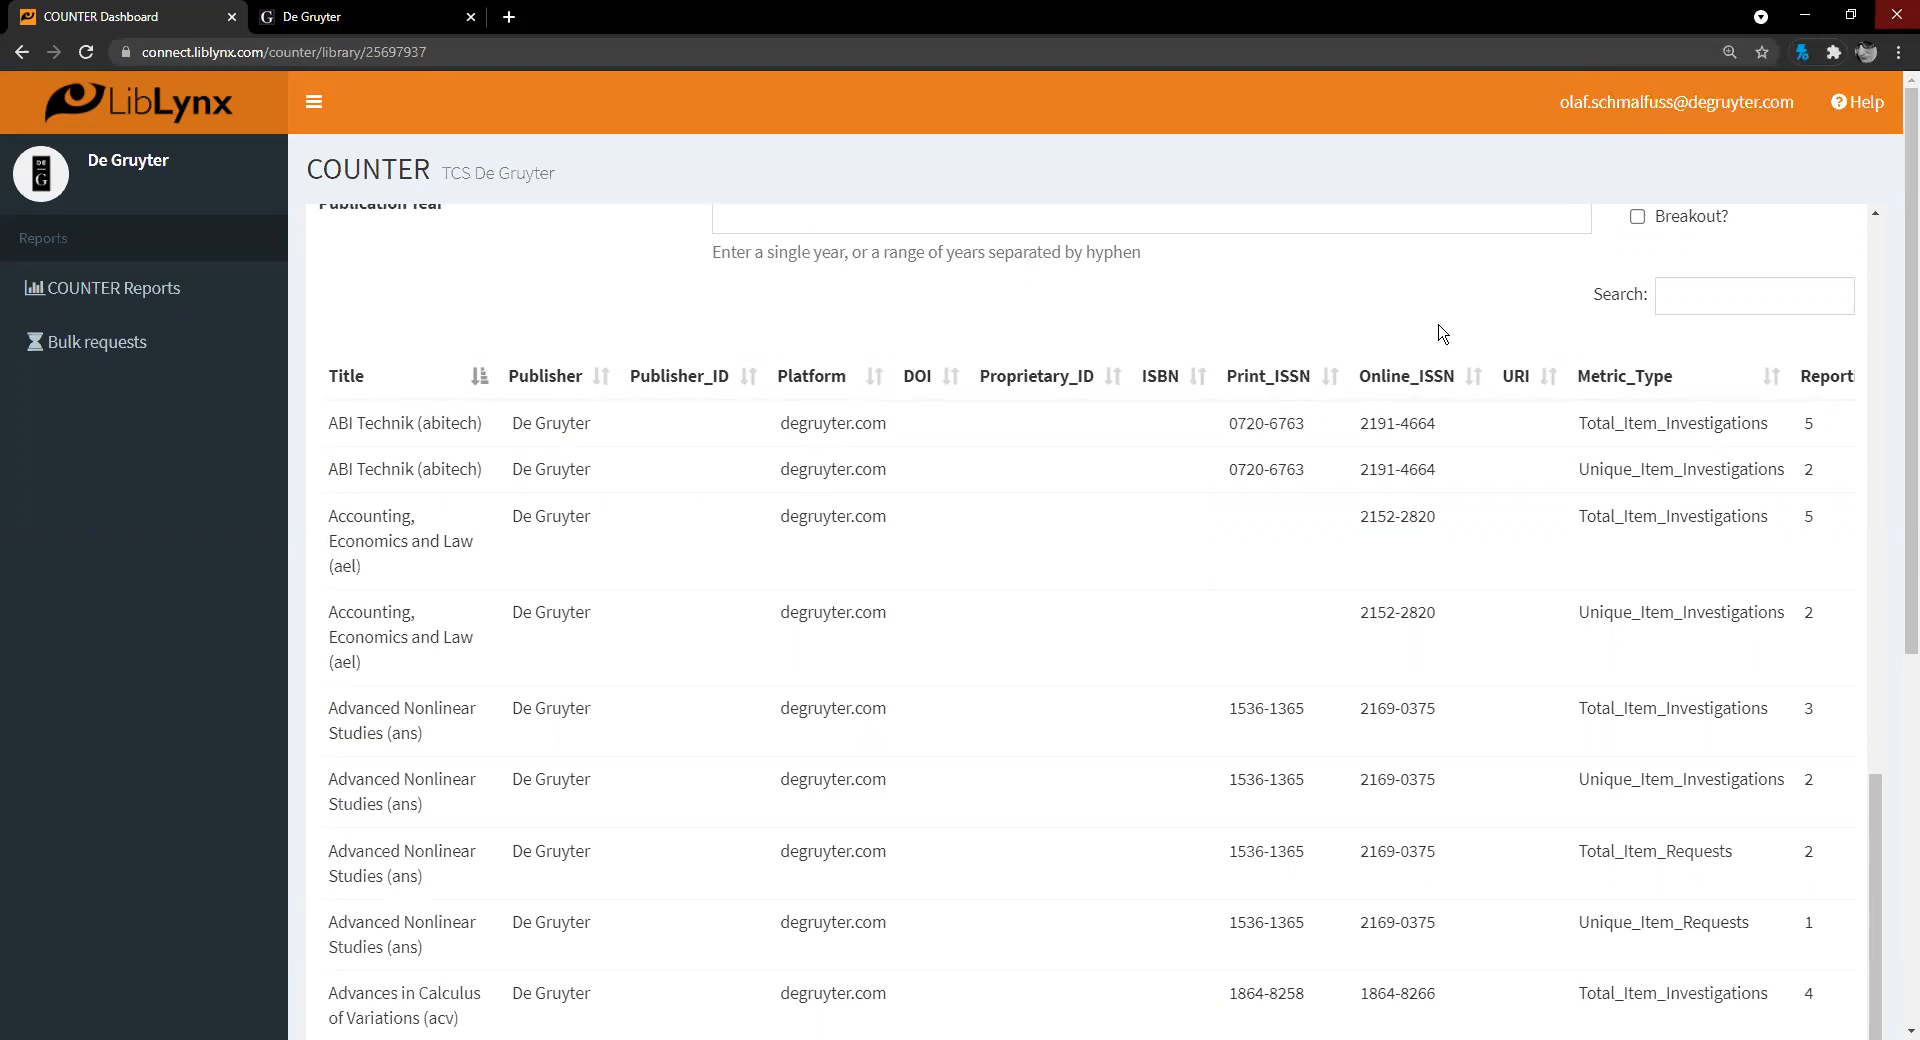 COUNTER Dashboard
De Gruyter
connect.liblynx.com/counter/library/25697937
LibLynx
olaf.schmalfuss@degruyter.com
Help
DE
G
De Gruyter
COUNTER TCS De Gruyter
Reports
COUNTER Reports
Bulk requests
Publication Year
Breakout?
Enter a single year, or a range of years separated by hyphen
Search:
Title Publisher Publisher_ID Platform DOI Proprietary_ID ISBN Print_ISSN Online_ISSN URI Metric_Type Reporti
ABI Technik (abitech) De Gruyter degruyter.com 0720-6763 2191-4664 Total_Item_Investigations 5
ABI Technik (abitech) De Gruyter degruyter.com 0720-6763 2191-4664 Unique_Item_Investigations 2
Accounting, De Gruyter degruyter.com 2152-2820 Total_Item_Investigations 5
Economics and Law
(ael)
Accounting, De Gruyter degruyter.com 2152-2820 Unique_Item_Investigations 2
Economics and Law
(ael)
Advanced Nonlinear De Gruyter degruyter.com 1536-1365 2169-0375 Total_Item_Investigations 3
Studies (ans)
Advanced Nonlinear De Gruyter degruyter.com 1536-1365 2169-0375 Unique_Item_Investigations 2
Studies (ans)
Advanced Nonlinear De Gruyter degruyter.com 1536-1365 2169-0375 Total_Item_Requests 2
Studies (ans)
Advanced Nonlinear De Gruyter degruyter.com 1536-1365 2169-0375 Unique_Item_Requests 1
Studies (ans)
Advances in Calculus De Gruyter degruyter.com 1864-8258 1864-8266 Total_Item_Investigations 4
of Variations (acv)